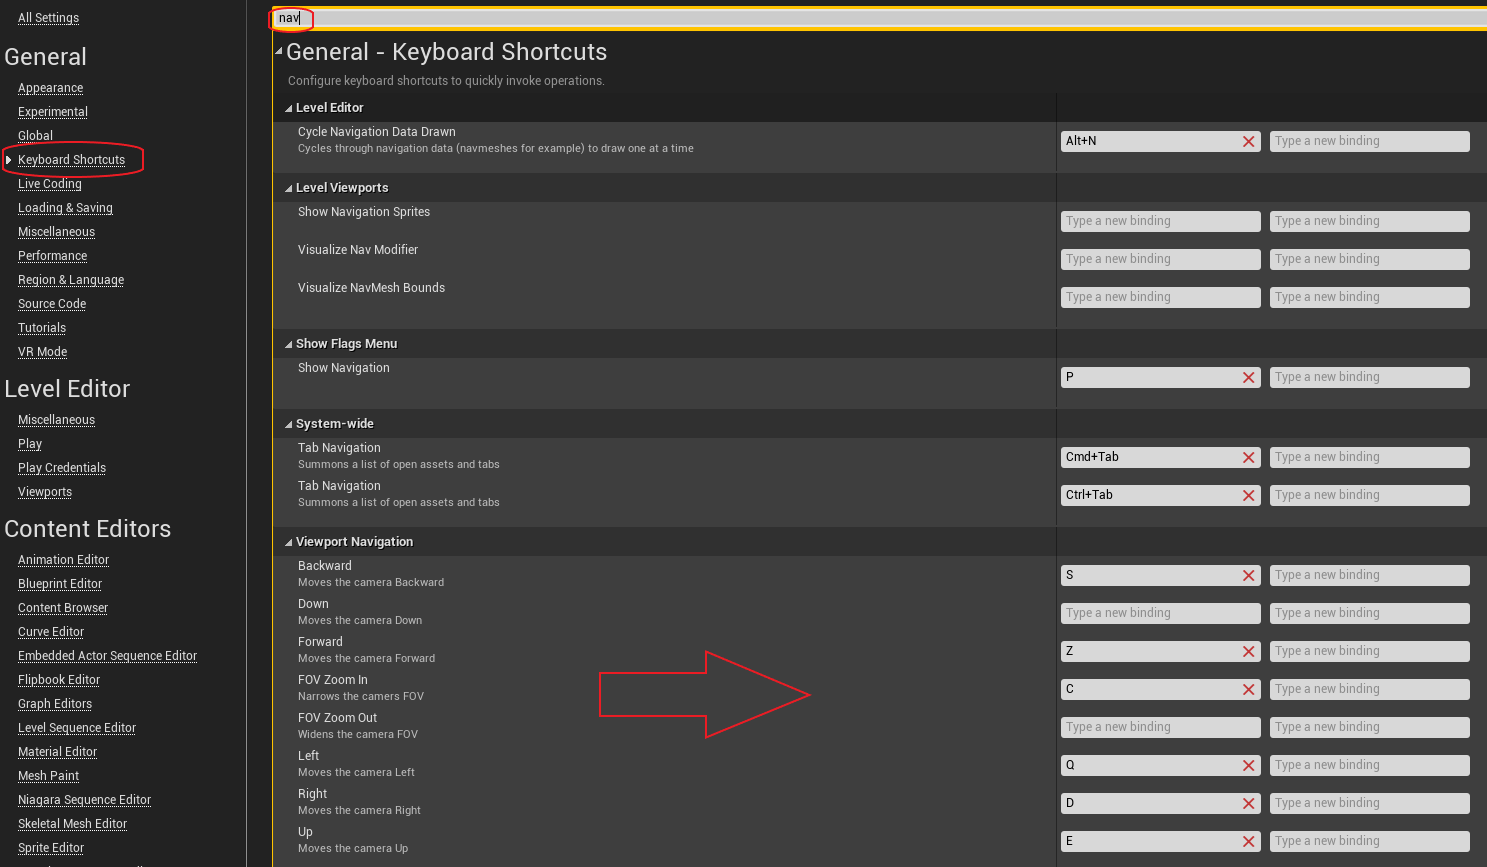 All Settings
General
Appearance
Experimental
Global
Keyboard Shortcuts
Live Coding
Loading & Saving
Miscellaneous
Performance
Region & Language
Source Code
Tutorials
VR Mode
Level Editor
Miscellaneous
Play
Play Credentials
Viewports
Content Editors
Animation Editor
Blueprint Editor
Content Browser
Curve Editor
Embedded Actor Sequence Editor
Flipbook Editor
Graph Editors
Level Sequence Editor
Material Editor
Mesh Paint
Niagara Sequence Editor
Skeletal Mesh Editor
Sprite Editor
nav
General - Keyboard Shortcuts
Configure keyboard shortcuts to quickly invoke operations.
Level Editor
Cycle Navigation Data Drawn
Cycles through navigation data (navmeshes for example) to draw one at a time
Alt+N Type a new binding
Level Viewports
Show Navigation Sprites
Type a new binding Type a new binding
Visualize Nav Modifier
Type a new binding Type a new binding
Visualize NavMesh Bounds
Type a new binding Type a new binding
Show Flags Menu
Show Navigation
P Type a new binding
System-wide
Tab Navigation
Summons a list of open assets and tabs
Cmd+Tab Type a new binding
Tab Navigation
Summons a list of open assets and tabs
Ctrl+Tab Type a new binding
Viewport Navigation
Backward
Moves the camera Backward
S Type a new binding
Down
Moves the camera Down
Type a new binding Type a new binding
Forward
Moves the camera Forward
Z Type a new binding
FOV Zoom In
Narrows the camers FOV
C Type a new binding
FOV Zoom Out
Widens the camera FOV
Type a new binding Type a new binding
Left
Moves the camera Left
Q Type a new binding
Right
Moves the camera Right
D Type a new binding
Up
Moves the camera Up
E Type a new binding